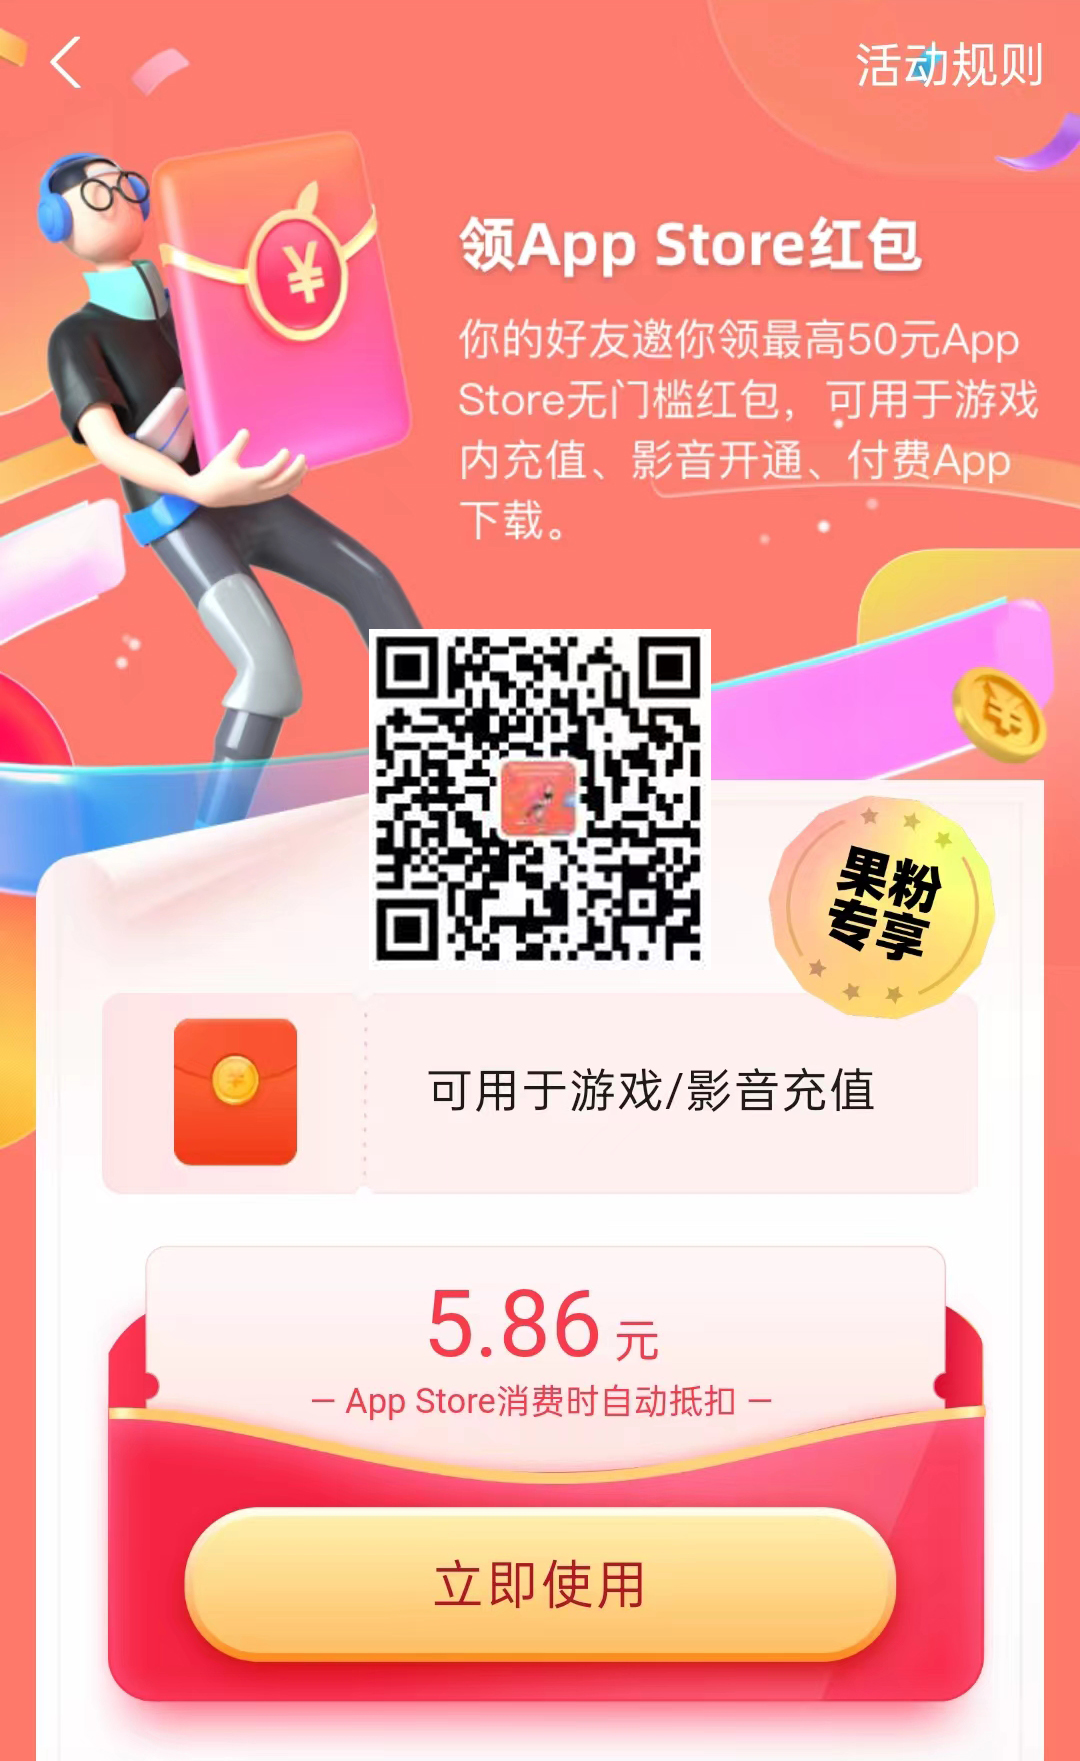 活动规则
领App Store红包
你的好友邀你领最高50元App
Store无门槛红包，可用于游戏
内充值、影音开通、付费App
下载。
果粉
专享
可用于游戏/影音充值
5.86 元
— App Store消费时自动抵扣 —
立即使用